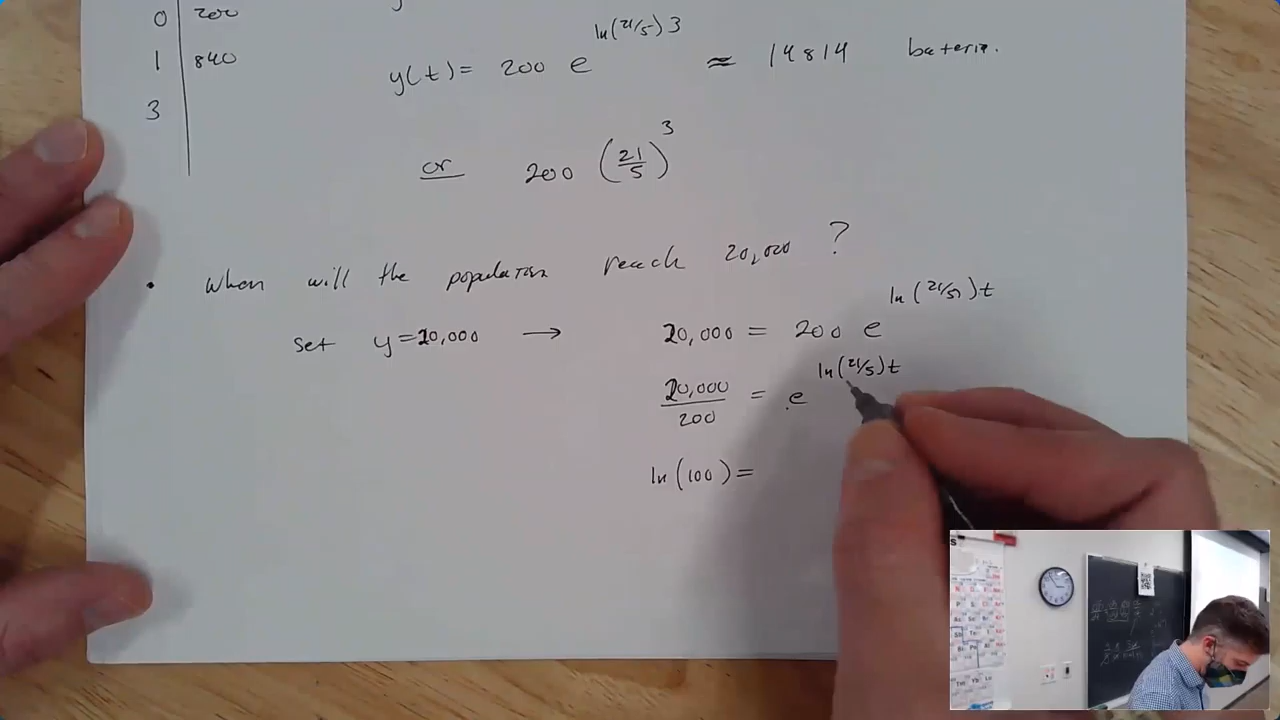 0 200
ln(21/5)3
1 840
y(t) = 200 e ≈ 14814 bateria.
3
3
or 200 (21/5)
• when will the population reach 20,000 ?
ln(21/5)t
set y=20,000 → 20,000 = 200 e
ln(21/5)t
20,000/200 = e
ln(100) =